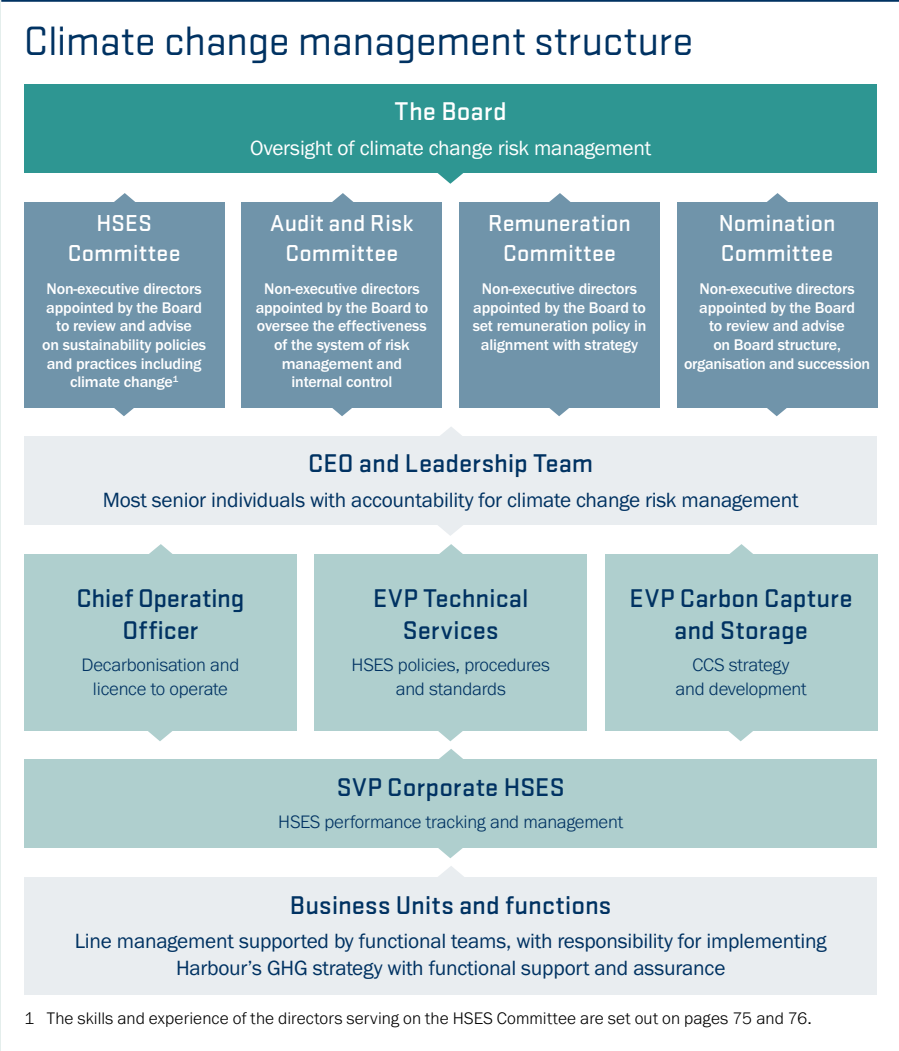 Climate change management structure
The Board
Oversight of climate change risk management
HSES
Committee
Non-executive directors
appointed by the Board
to review and advise
on sustainability policies
and practices including
climate change¹
Audit and Risk
Committee
Non-executive directors
appointed by the Board to
oversee the effectiveness
of the system of risk
management and
internal control
Remuneration
Committee
Non-executive directors
appointed by the Board to
set remuneration policy in
alignment with strategy
Nomination
Committee
Non-executive directors
appointed by the Board
to review and advise
on Board structure,
organisation and succession
CEO and Leadership Team
Most senior individuals with accountability for climate change risk management
Chief Operating
Officer
Decarbonisation and
licence to operate
EVP Technical
Services
HSES policies, procedures
and standards
EVP Carbon Capture
and Storage
CCS strategy
and development
SVP Corporate HSES
HSES performance tracking and management
Business Units and functions
Line management supported by functional teams, with responsibility for implementing
Harbour’s GHG strategy with functional support and assurance
1 The skills and experience of the directors serving on the HSES Committee are set out on pages 75 and 76.